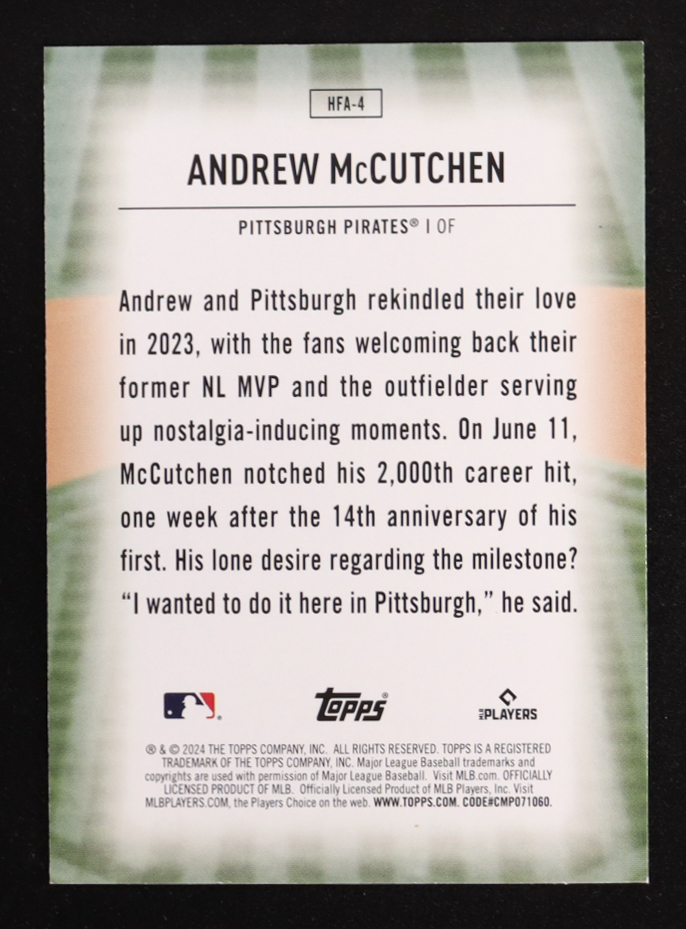 HFA-4
ANDREW McCUTCHEN
PITTSBURGH PIRATES® | OF
Andrew and Pittsburgh rekindled their love
in 2023, with the fans welcoming back their
former NL MVP and the outfielder serving
up nostalgia-inducing moments. On June 11,
McCutchen notched his 2,000th career hit,
one week after the 14th anniversary of his
first. His lone desire regarding the milestone?
“I wanted to do it here in Pittsburgh,” he said.
Topps®
MLB PLAYERS
® & © 2024 THE TOPPS COMPANY, INC. ALL RIGHTS RESERVED. TOPPS IS A REGISTERED
TRADEMARK OF THE TOPPS COMPANY, INC. Major League Baseball trademarks and
copyrights are used with permission of Major League Baseball. Visit MLB.com. OFFICIALLY
LICENSED PRODUCT OF MLB. Officially Licensed Product of MLB Players, Inc. Visit
MLBPLAYERS.COM, the Players Choice on the web. WWW.TOPPS.COM. CODE#CMP071060.